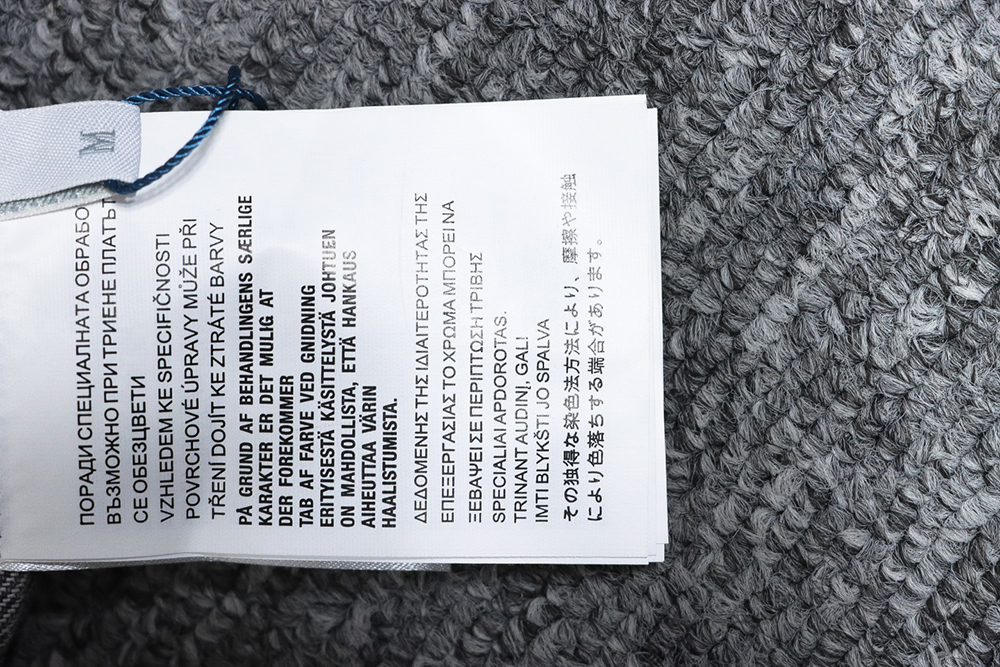 M
ПОРАДИ СПЕЦИАЛНАТА ОБРАБО
ВЪЗМОЖНО ПРИ ТРИЕНЕ ПЛАТЪТ
СЕ ОБЕЗЦВЕТИ
VZHLEDEM KE SPECIFIČNOSTI
POVRCHOVÉ ÚPRAVY MŮŽE PŘI
TŘENÍ DOJÍT KE ZTRÁTĚ BARVY
PÅ GRUND AF BEHANDLINGENS SÆRLIGE
KARAKTER ER DET MULIG AT
DER FOREKOMMER
TAB AF FARVE VED GNIDNING
ERITYISESTÄ KÄSITTELYSTÄ JOHTUEN
ON MAHDOLLISTA, ETTÄ HANKAUS
AIHEUTTAA VÄRIN
HAALISTUMISTA.
ΔΕΔΟΜΕΝΗΣ ΤΗΣ ΙΔΙΑΙΤΕΡΟΤΗΤΑΣ ΤΗΣ
ΕΠΕΞΕΡΓΑΣΙΑΣ ΤΟ ΧΡΩΜΑ ΜΠΟΡΕΙ ΝΑ
ΞΕΒΑΨΕΙ ΣΕ ΠΕΡΙΠΤΩΣΗ ΤΡΙΒΗΣ
SPECIALIAI APDOROTAS.
TRINANT AUDINĮ, GALI
IMTI BLYKŠTI JO SPALVA
その独得な染色法方法により、摩擦や接触
により色落ちする場合があります。